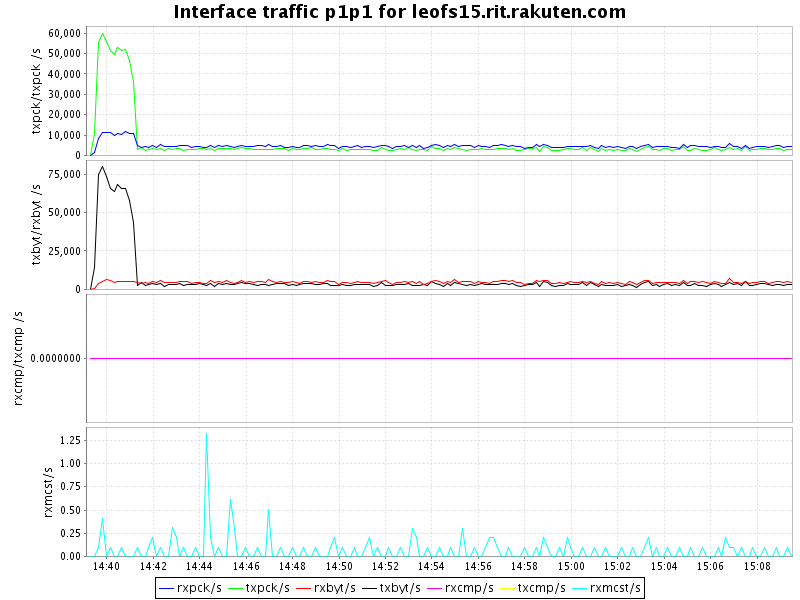 Interface traffic p1p1 for leofs15.rit.rakuten.com
txpck/txpck /s
60,000
50,000
40,000
30,000
20,000
10,000
0
txbyt/rxbyt /s
75,000
50,000
25,000
0
rxcmp/txcmp /s
0.0000000
rxmcst/s
1.25
1.00
0.75
0.50
0.25
0.00
14:40 14:42 14:44 14:46 14:48 14:50 14:52 14:54 14:56 14:58 15:00 15:02 15:04 15:06 15:08
rxpck/s txpck/s rxbyt/s txbyt/s rxcmp/s txcmp/s rxmcst/s